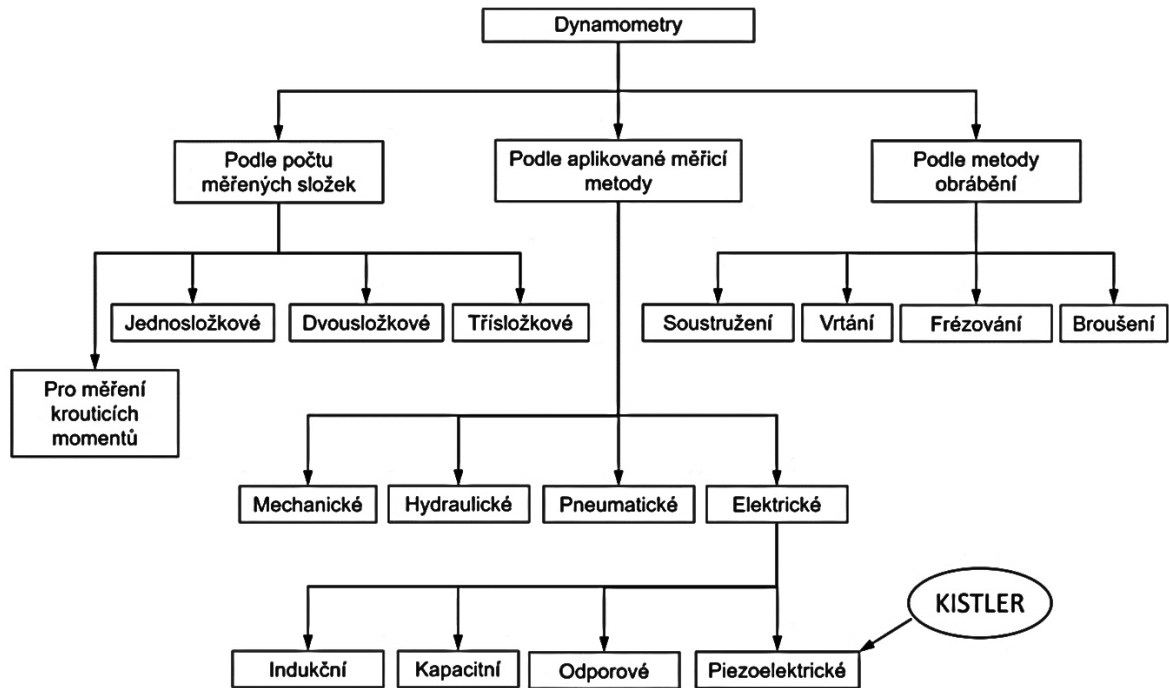 Dynamometry
Podle počtu
měřených složek
Podle aplikované měřicí
metody
Podle metody
obrábění
Jednosložkové
Dvousložkové
Třísložkové
Soustružení
Vrtání
Frézování
Broušení
Pro měření
krouticích
momentů
Mechanické
Hydraulické
Pneumatické
Elektrické
KISTLER
Indukční
Kapacitní
Odporové
Piezoelektrické